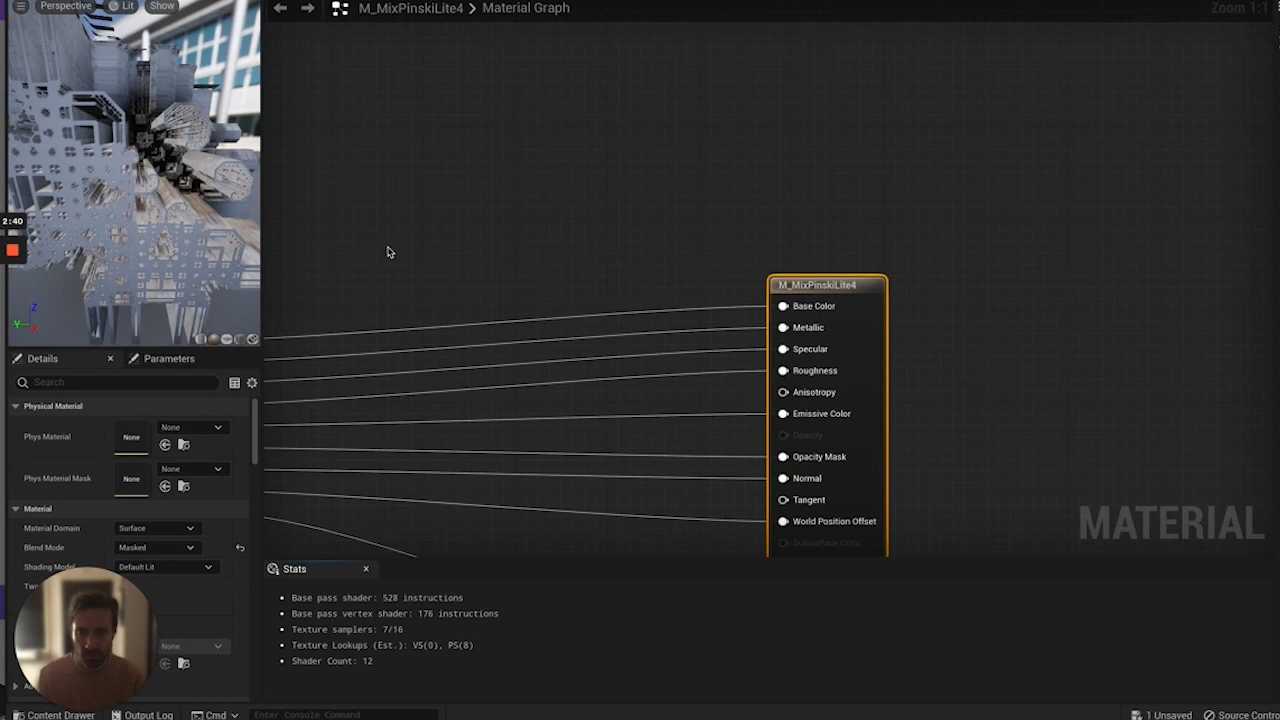 Perspective Lit Show
M_MixPinskiLite4 > Material Graph
Zoom 1:1
2:40
Z
Y
X
Details
Parameters
Search
Physical Material
Phys Material
None
None
Phys Material Mask
None
None
Material
Material Domain
Surface
Blend Mode
Masked
Shading Model
Default Lit
None
M_MixPinskiLite4
Base Color
Metallic
Specular
Roughness
Anisotropy
Emissive Color
Opacity
Opacity Mask
Normal
Tangent
World Position Offset
Subsurface Color
MATERIAL
Stats
Base pass shader: 528 instructions
Base pass vertex shader: 176 instructions
Texture samplers: 7/16
Texture Lookups (Est.): VS(0), PS(8)
Shader Count: 12
Content Drawer
Output Log
Cmd
Enter Console Command
1 Unsaved
Source Contro